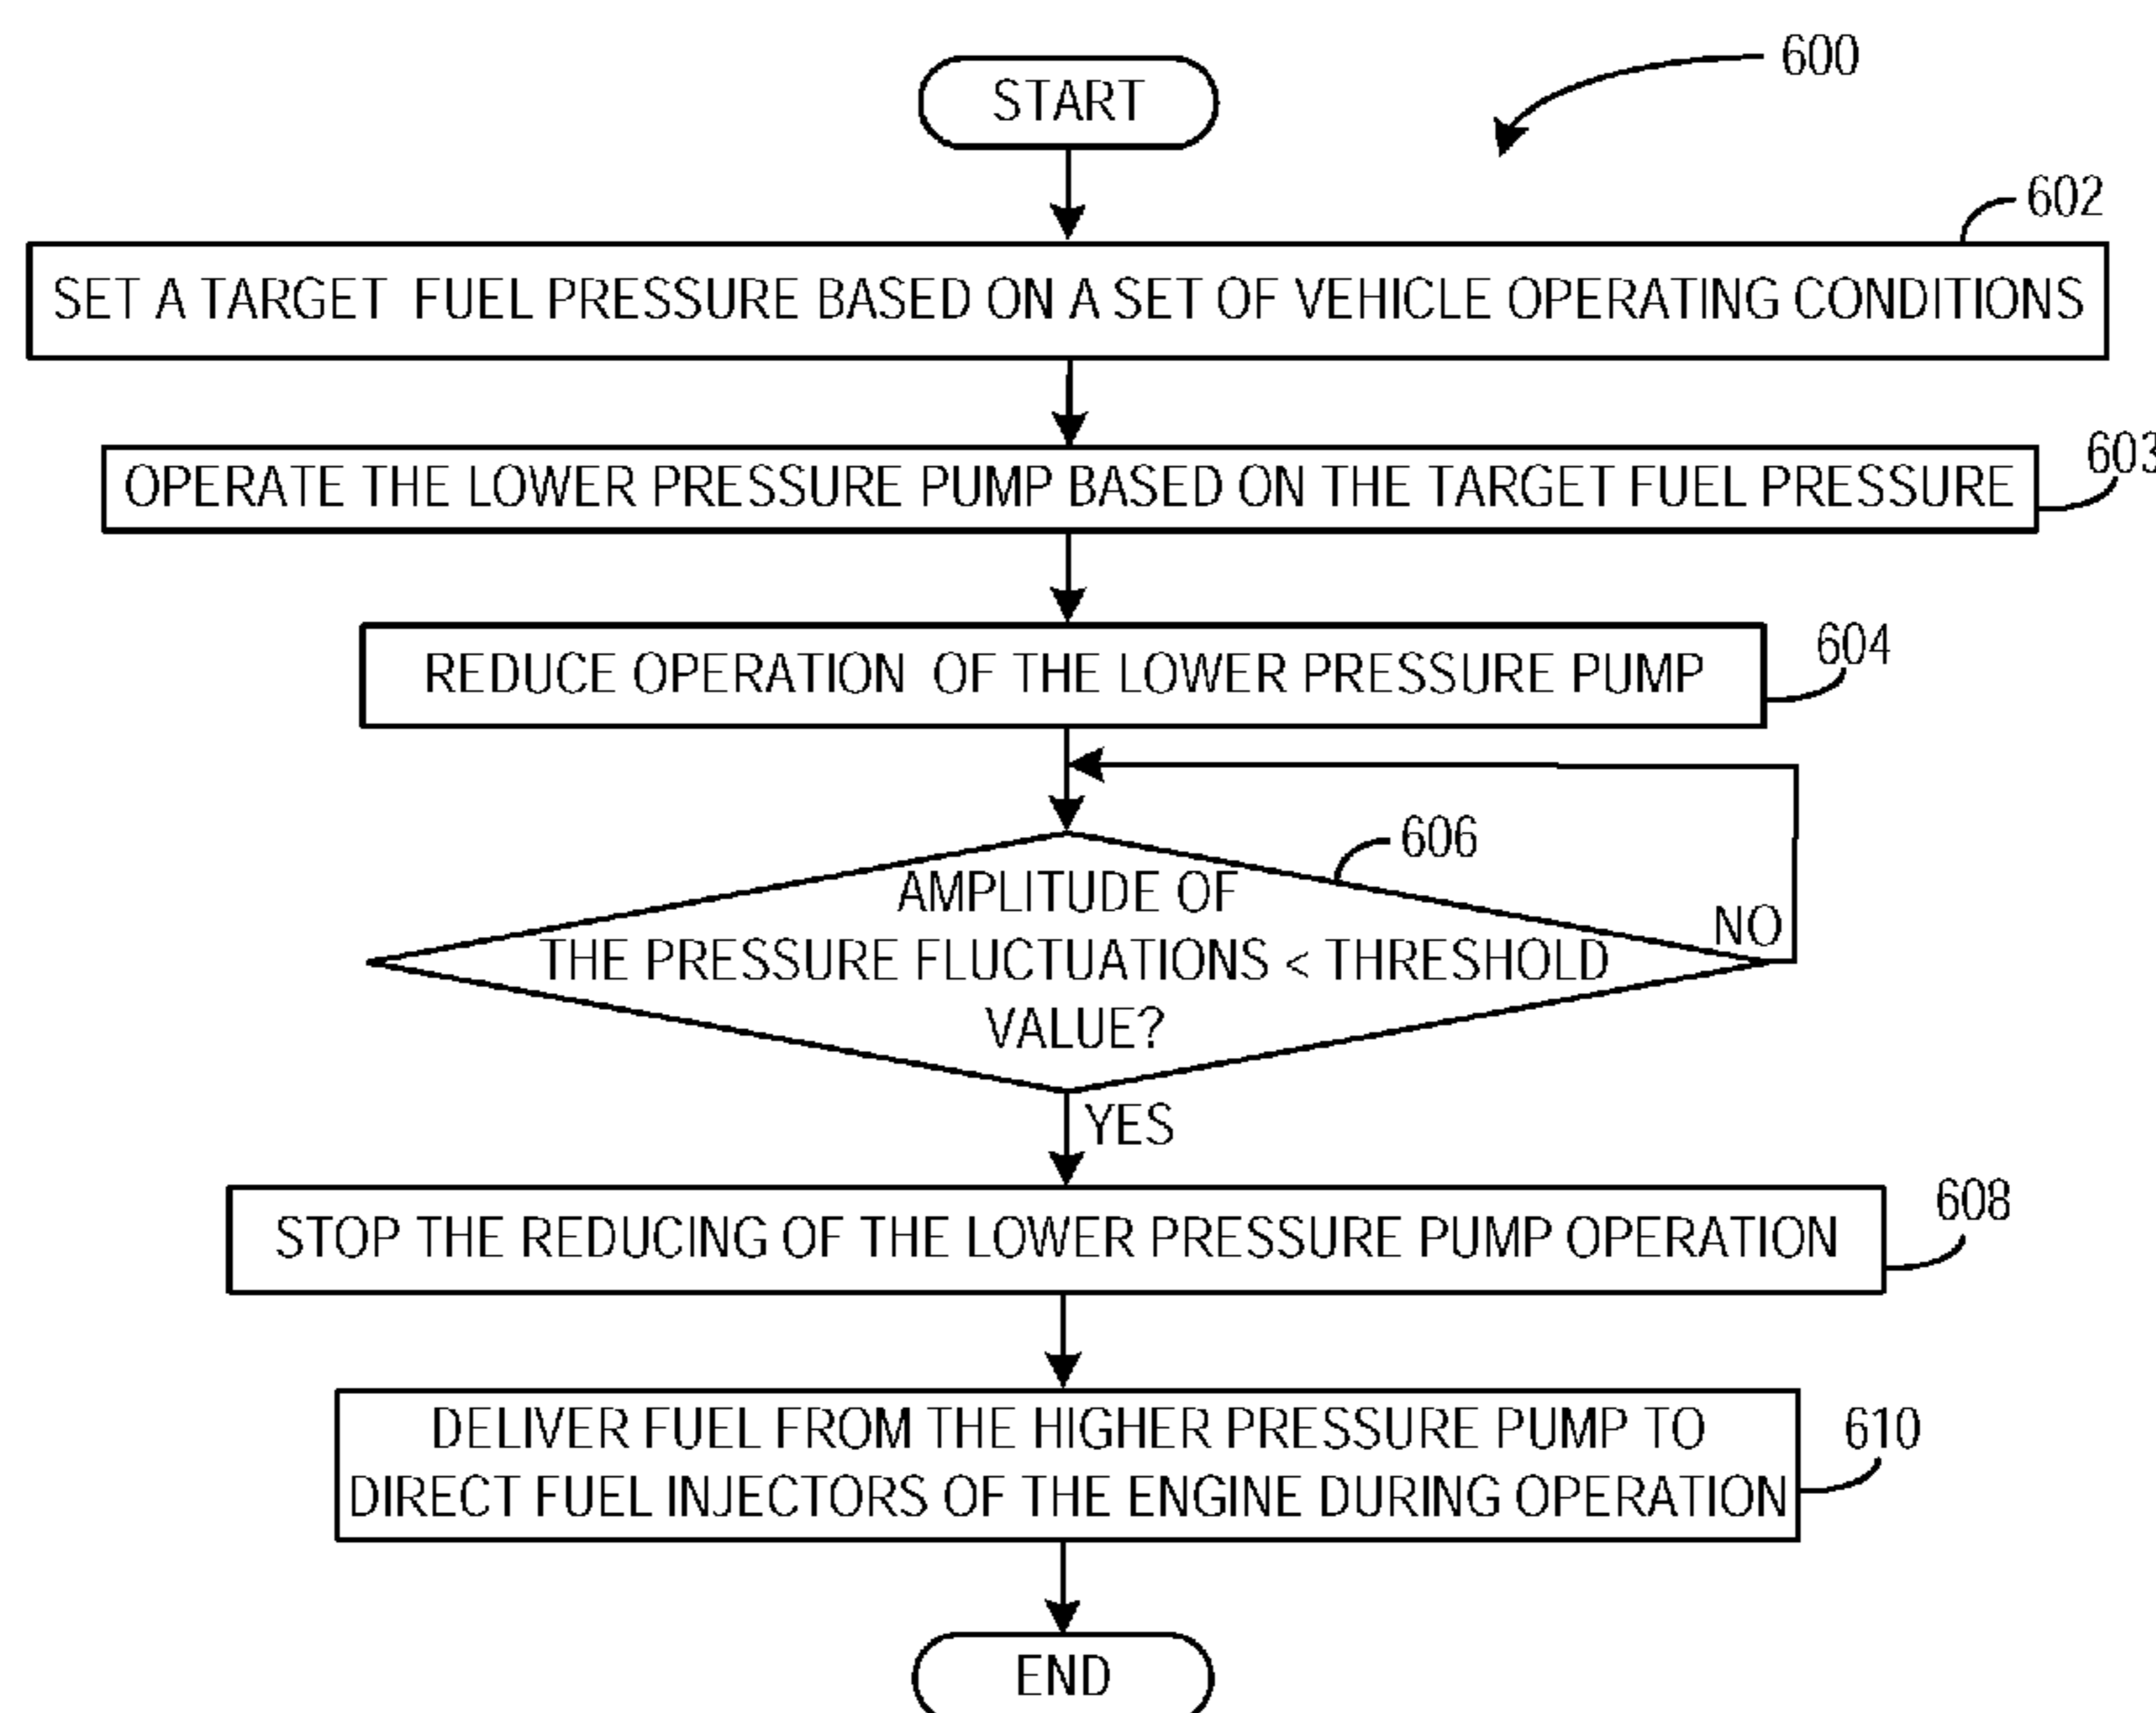 START
600
602
SET A TARGET FUEL PRESSURE BASED ON A SET OF VEHICLE OPERATING CONDITIONS
603
OPERATE THE LOWER PRESSURE PUMP BASED ON THE TARGET FUEL PRESSURE
604
REDUCE OPERATION OF THE LOWER PRESSURE PUMP
606
AMPLITUDE OF
THE PRESSURE FLUCTUATIONS < THRESHOLD
VALUE?
NO
YES
608
STOP THE REDUCING OF THE LOWER PRESSURE PUMP OPERATION
610
DELIVER FUEL FROM THE HIGHER PRESSURE PUMP TO
DIRECT FUEL INJECTORS OF THE ENGINE DURING OPERATION
END